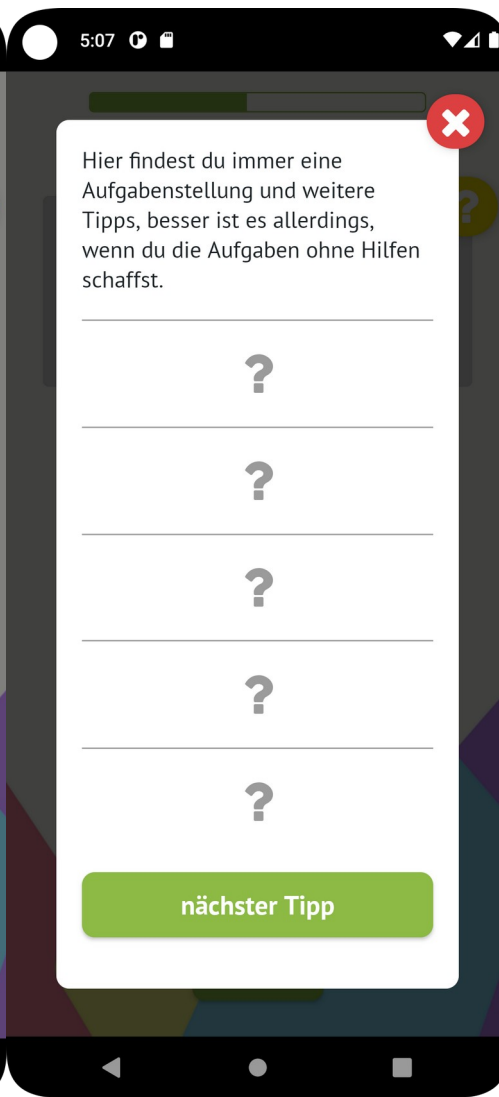 5:07
?
Hier findest du immer eine
Aufgabenstellung und weitere
Tipps, besser ist es allerdings,
wenn du die Aufgaben ohne Hilfen
schaffst.
?
?
?
?
?
nächster Tipp